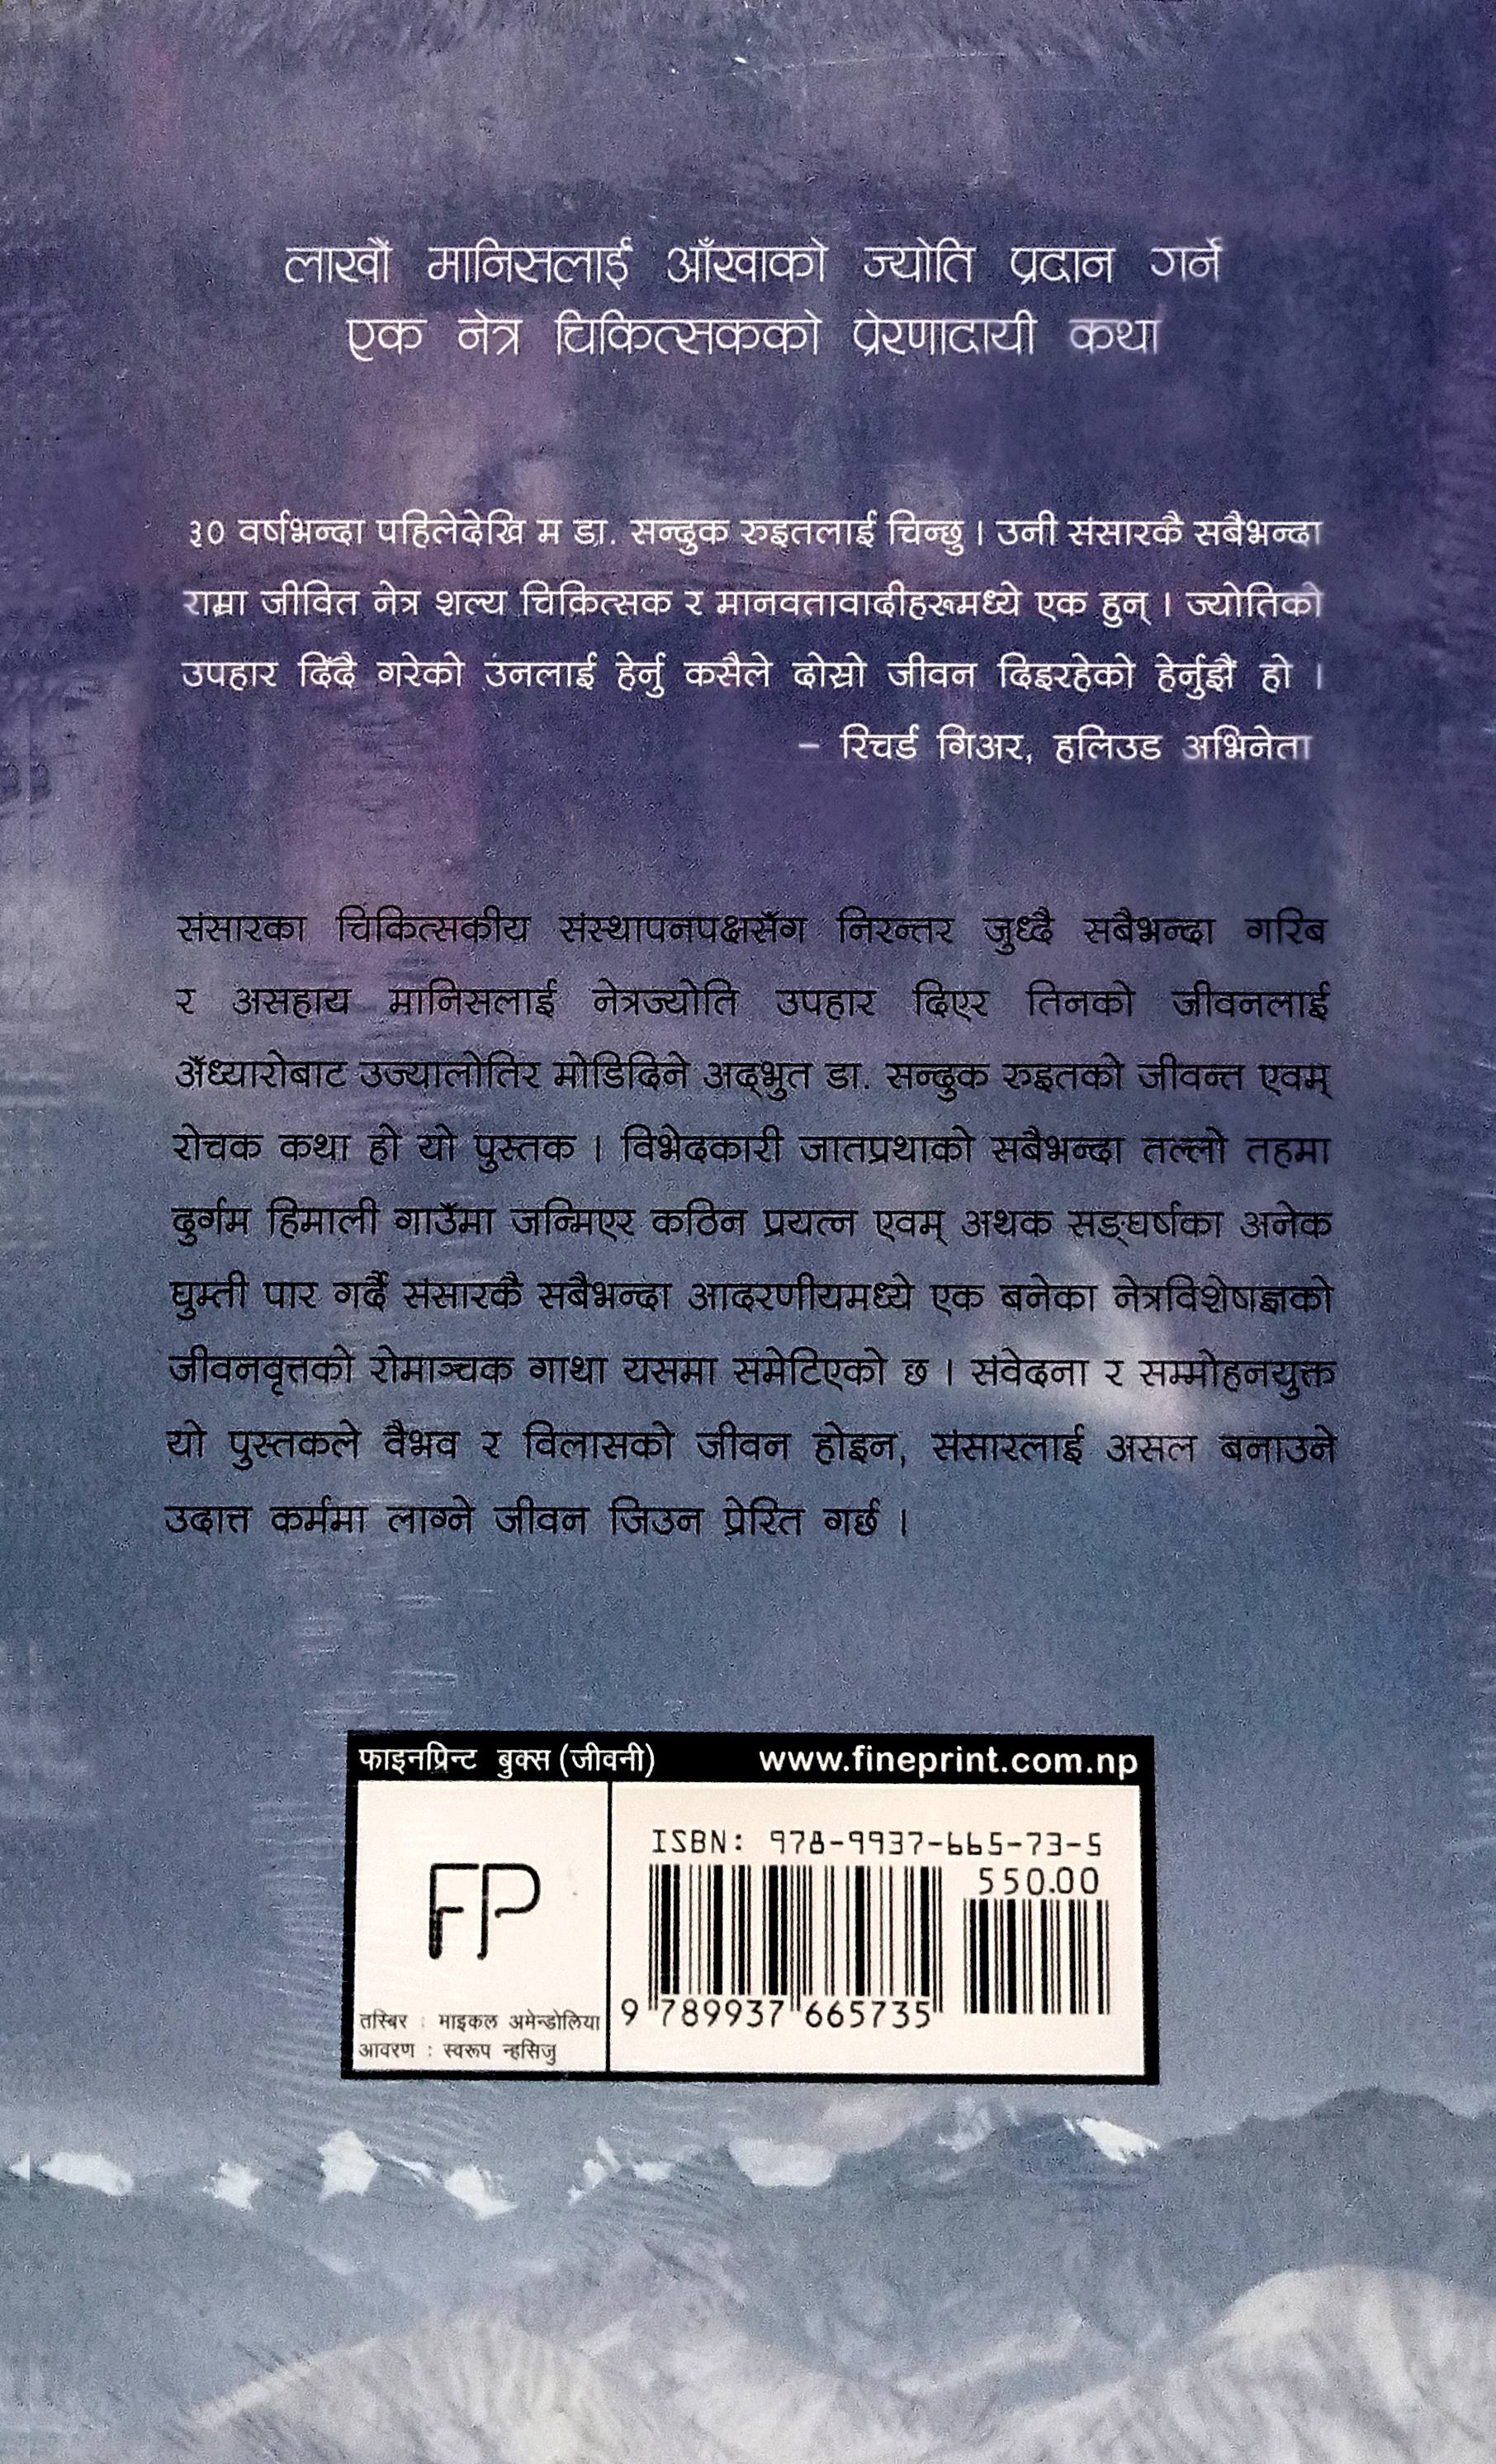 लाखौं मानिसलाई आँखाको ज्योति प्रदान गर्ने
एक नेत्र चिकित्सकको प्रेरणादायी कथा
३० वर्षभन्दा पहिलेदेखि म डा. सन्दुक रुइतलाई चिन्छु । उनी संसारकै सबैभन्दा
राम्रा जीवित नेत्र शल्य चिकित्सक र मानवतावादीहरूमध्ये एक हुन् । ज्योतिको
उपहार दिँदै गरेको उनलाई हेर्नु कसैले दोस्रो जीवन दिइरहेको हेर्नुझैं हो ।
– रिचर्ड गिअर, हलिउड अभिनेता
संसारका चिकित्सकीय संस्थापनपक्षसँग निरन्तर जुध्दै सबैभन्दा गरिब
र असहाय मानिसलाई नेत्रज्योति उपहार दिएर तिनको जीवनलाई
अँध्यारोबाट उज्यालोतिर मोडिदिने अद्भुत डा. सन्दुक रुइतको जीवन्त एवम्
रोचक कथा हो यो पुस्तक । विभेदकारी जातप्रथाको सबैभन्दा तल्लो तहमा
दुर्गम हिमाली गाउँमा जन्मिएर कठिन प्रयत्न एवम् अथक सङ्घर्षका अनेक
घुम्ती पार गर्दै संसारकै सबैभन्दा आदरणीयमध्ये एक बनेका नेत्रविशेषज्ञको
जीवनवृत्तको रोमाञ्चक गाथा यसमा समेटिएको छ । संवेदना र सम्मोहनयुक्त
यो पुस्तकले वैभव र विलासको जीवन होइन, संसारलाई असल बनाउने
उदात्त कर्ममा लाग्ने जीवन जिउन प्रेरित गर्छ ।
फाइनप्रिन्ट बुक्स (जीवनी) www.fineprint.com.np
ISBN: 978-9937-665-73-5
550.00
FP
9 789937 665735
तस्बिर : माइकल अमेन्डोलिया
आवरण : स्वरूप न्हसिजु